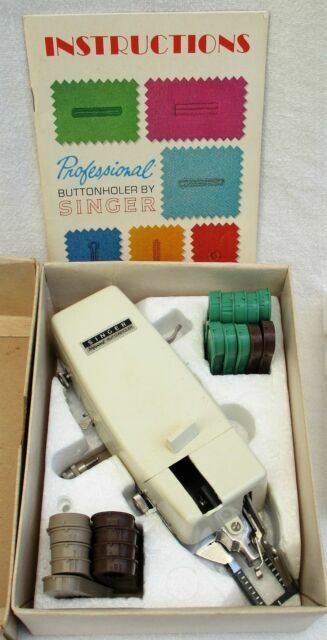 INSTRUCTIONS
Professional
BUTTONHOLER BY
SINGER
SINGER